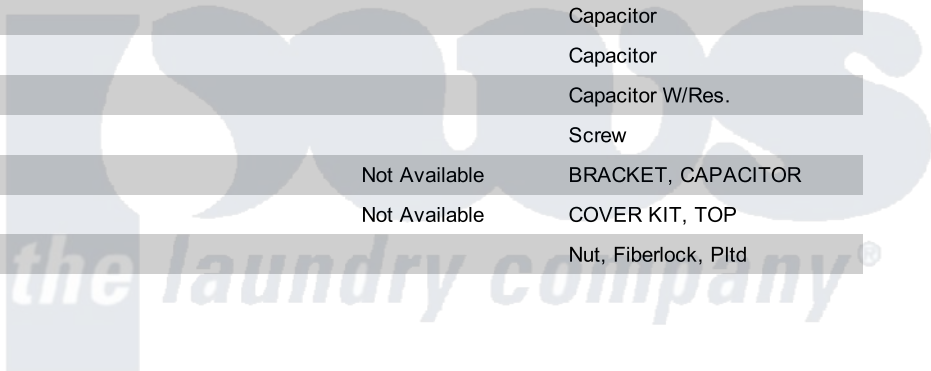 Capacitor
Capacitor
Capacitor W/Res.
Screw
Not Available BRACKET, CAPACITOR
Not Available COVER KIT, TOP
Nut, Fiberlock, Pltd
pws
the laundry company®